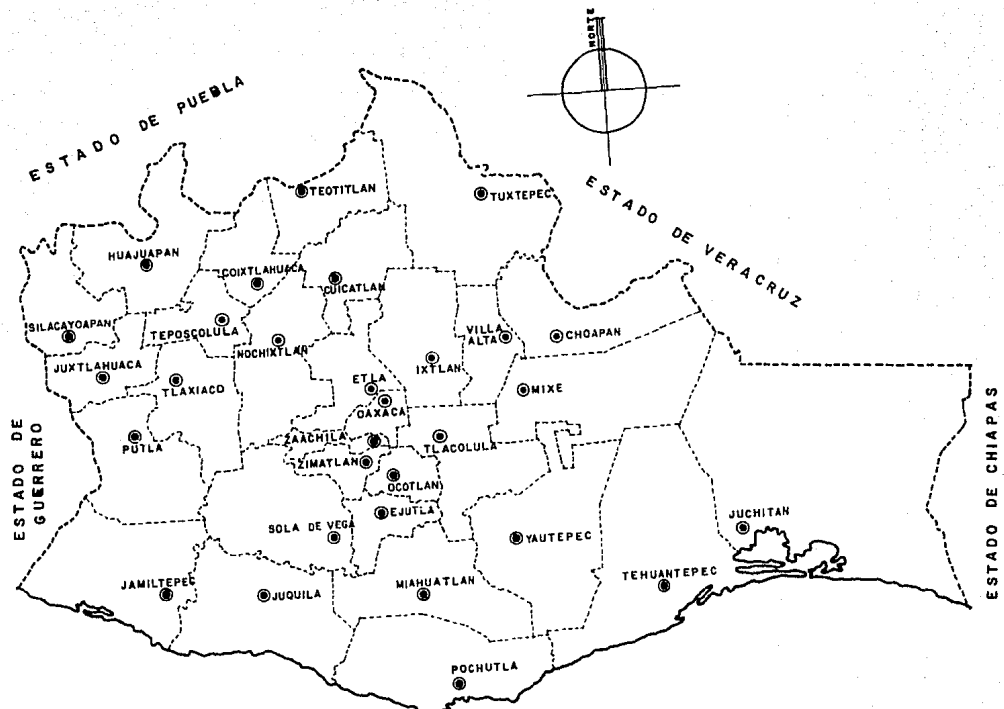 NORTE
ESTADO DE PUEBLA
TEOTITLAN
TUXTEPEC
ESTADO DE VERACRUZ
HUAJUAPAN
COIXTLAHUACA
CUICATLAN
SILACAYOAPAN
TEPOSCOLULA
NOCHIXTLAN
VILLA
ALTA
CHOAPAN
JUXTLAHUACA
TLAXIACO
ETLA
IXTLAN
MIXE
OAXACA
ESTADO DE
GUERRERO
PUTLA
ZAACHILA
TLACOLULA
ZIMATLAN
OCOTLAN
ESTADO DE CHIAPAS
SOLA DE VEGA
EJUTLA
YAUTEPEC
JUCHITAN
JAMILTEPEC
JUQUILA
MIAHUATLAN
TEHUANTEPEC
POCHUTLA